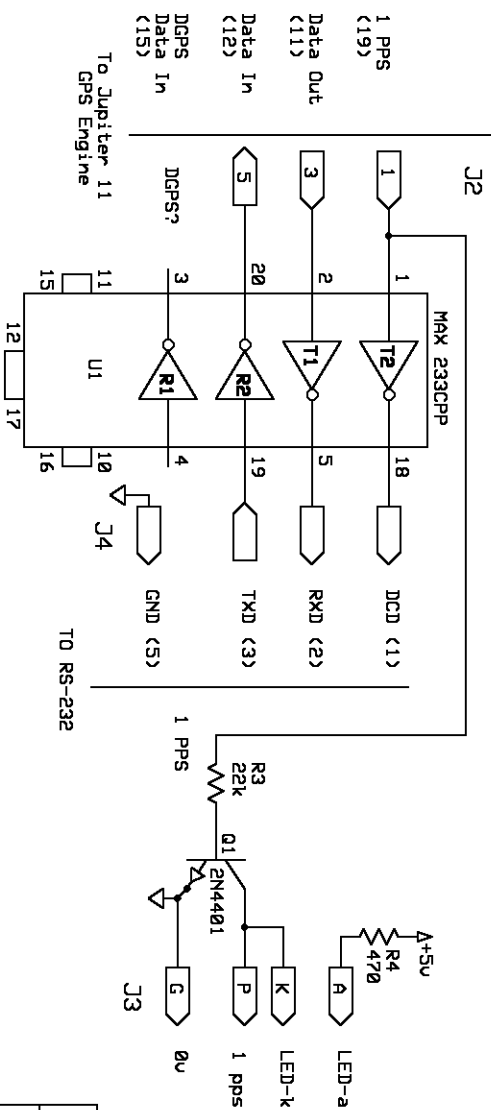 J2
1 PPS
(19)
1
1
T2
18
DCD (1)
MAX 233CPP
Data Out
(11)
3
2
T1
5
RXD (2)
Data In
(12)
5
20
R2
19
TXD (3)
DGPS
Data In
(15)
DGPS?
3
R1
4
GND (5)
J4
To Jupiter 11
GPS Engine
11
15
12
17
U1
10
16
TO RS-232
1 PPS
R3
22k
Q1
2N4401
+5v
R4
470
A
LED-a
K
LED-k
P
1 pps
G
0v
J3